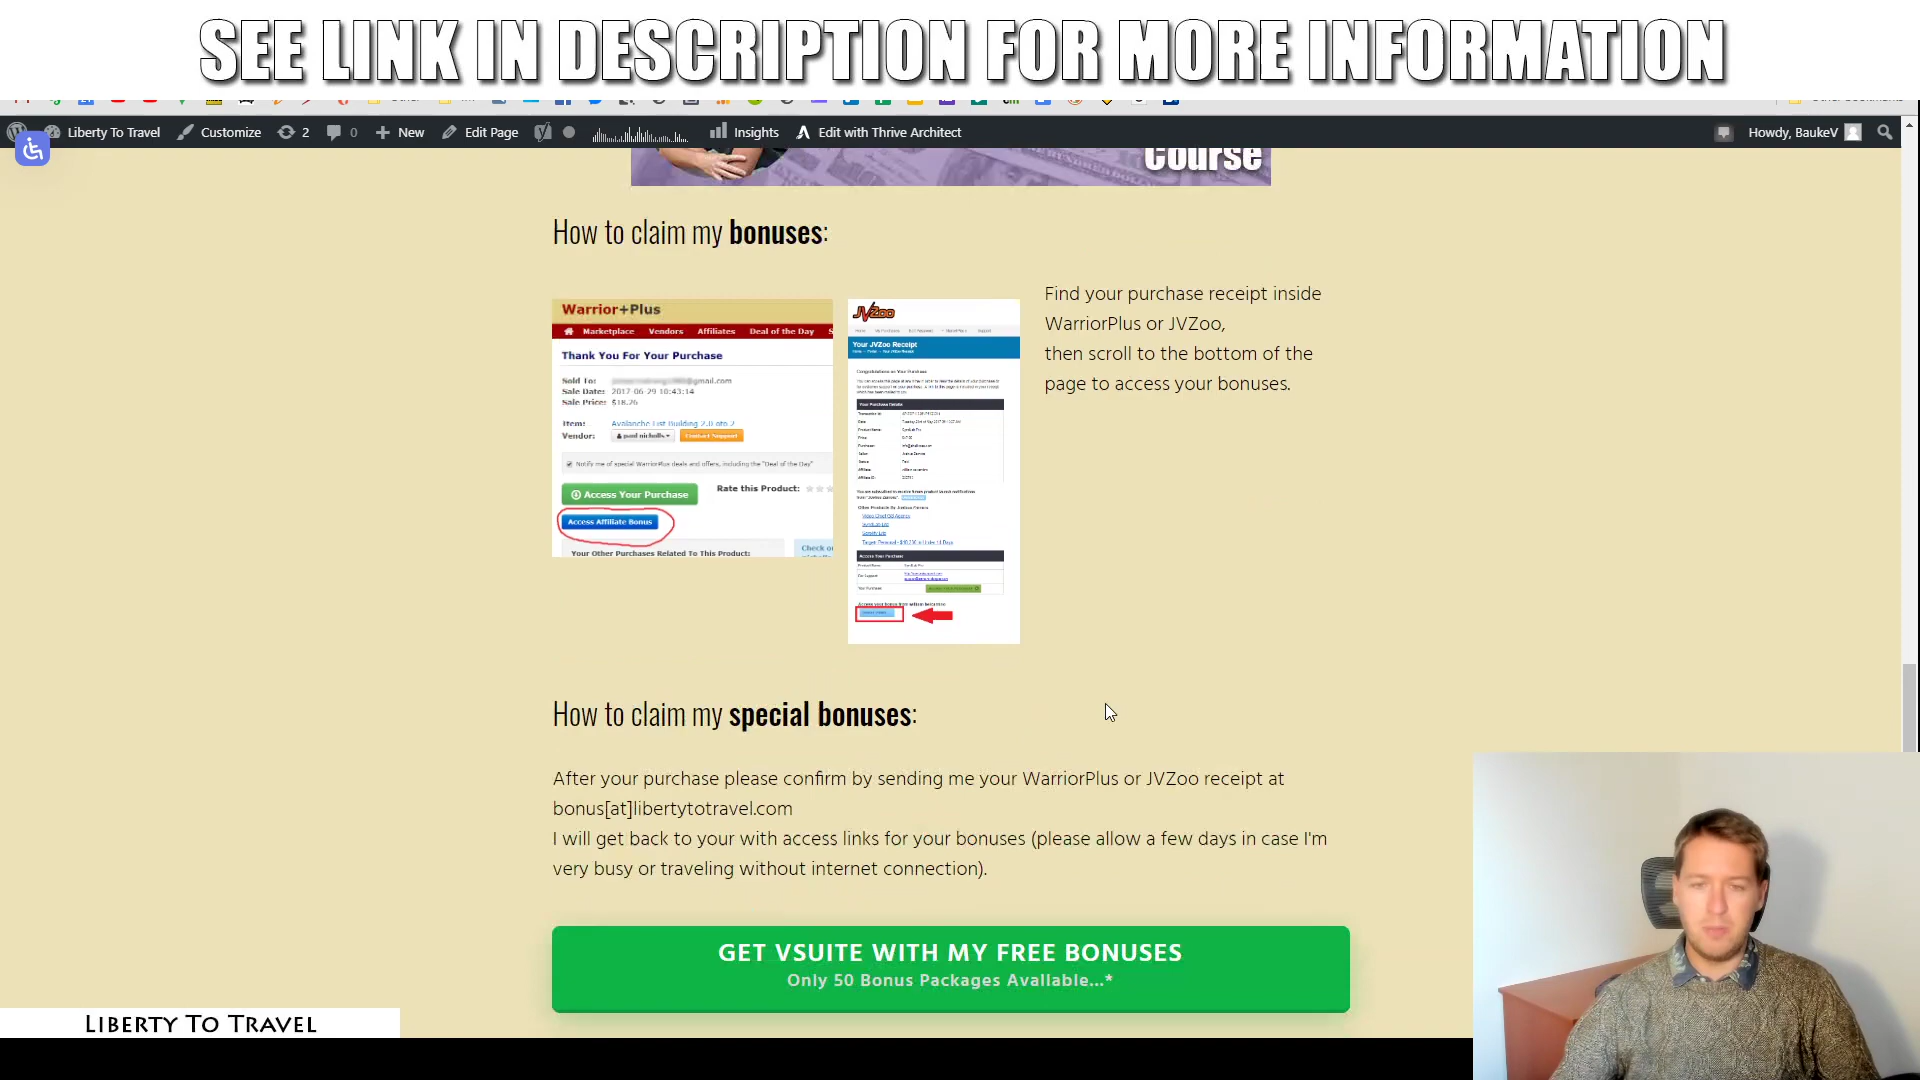 SEE LINK IN DESCRIPTION FOR MORE INFORMATION
Liberty To Travel
Customize
2
0
New
Edit Page
Insights
Edit with Thrive Architect
Howdy, BaukeV
Course
How to claim my bonuses:
Warrior+Plus
Marketplace Vendors Affiliates Deal of the Day S
Thank You For Your Purchase
Sold To: @gmail.com
Sale Date: 2017-06-29 10:43:14
Sale Price: $18.26
Item: Avalanche List Building 2.0 oto 2
Vendor: paul nicholls Contact Support
Notify me of special WarriorPlus deals and offers, including the "Deal of the Day"
Access Your Purchase
Rate this Product:
Access Affiliate Bonus
Your Other Purchases Related To This Product:
Check ou
JVZoo
Your JVZoo Receipt
Find your purchase receipt inside
WarriorPlus or JVZoo,
then scroll to the bottom of the
page to access your bonuses.
How to claim my special bonuses:
After your purchase please confirm by sending me your WarriorPlus or JVZoo receipt at
bonus[at]libertytotravel.com
I will get back to your with access links for your bonuses (please allow a few days in case I'm
very busy or traveling without internet connection).
GET VSUITE WITH MY FREE BONUSES
Only 50 Bonus Packages Available...*
LIBERTY TO TRAVEL